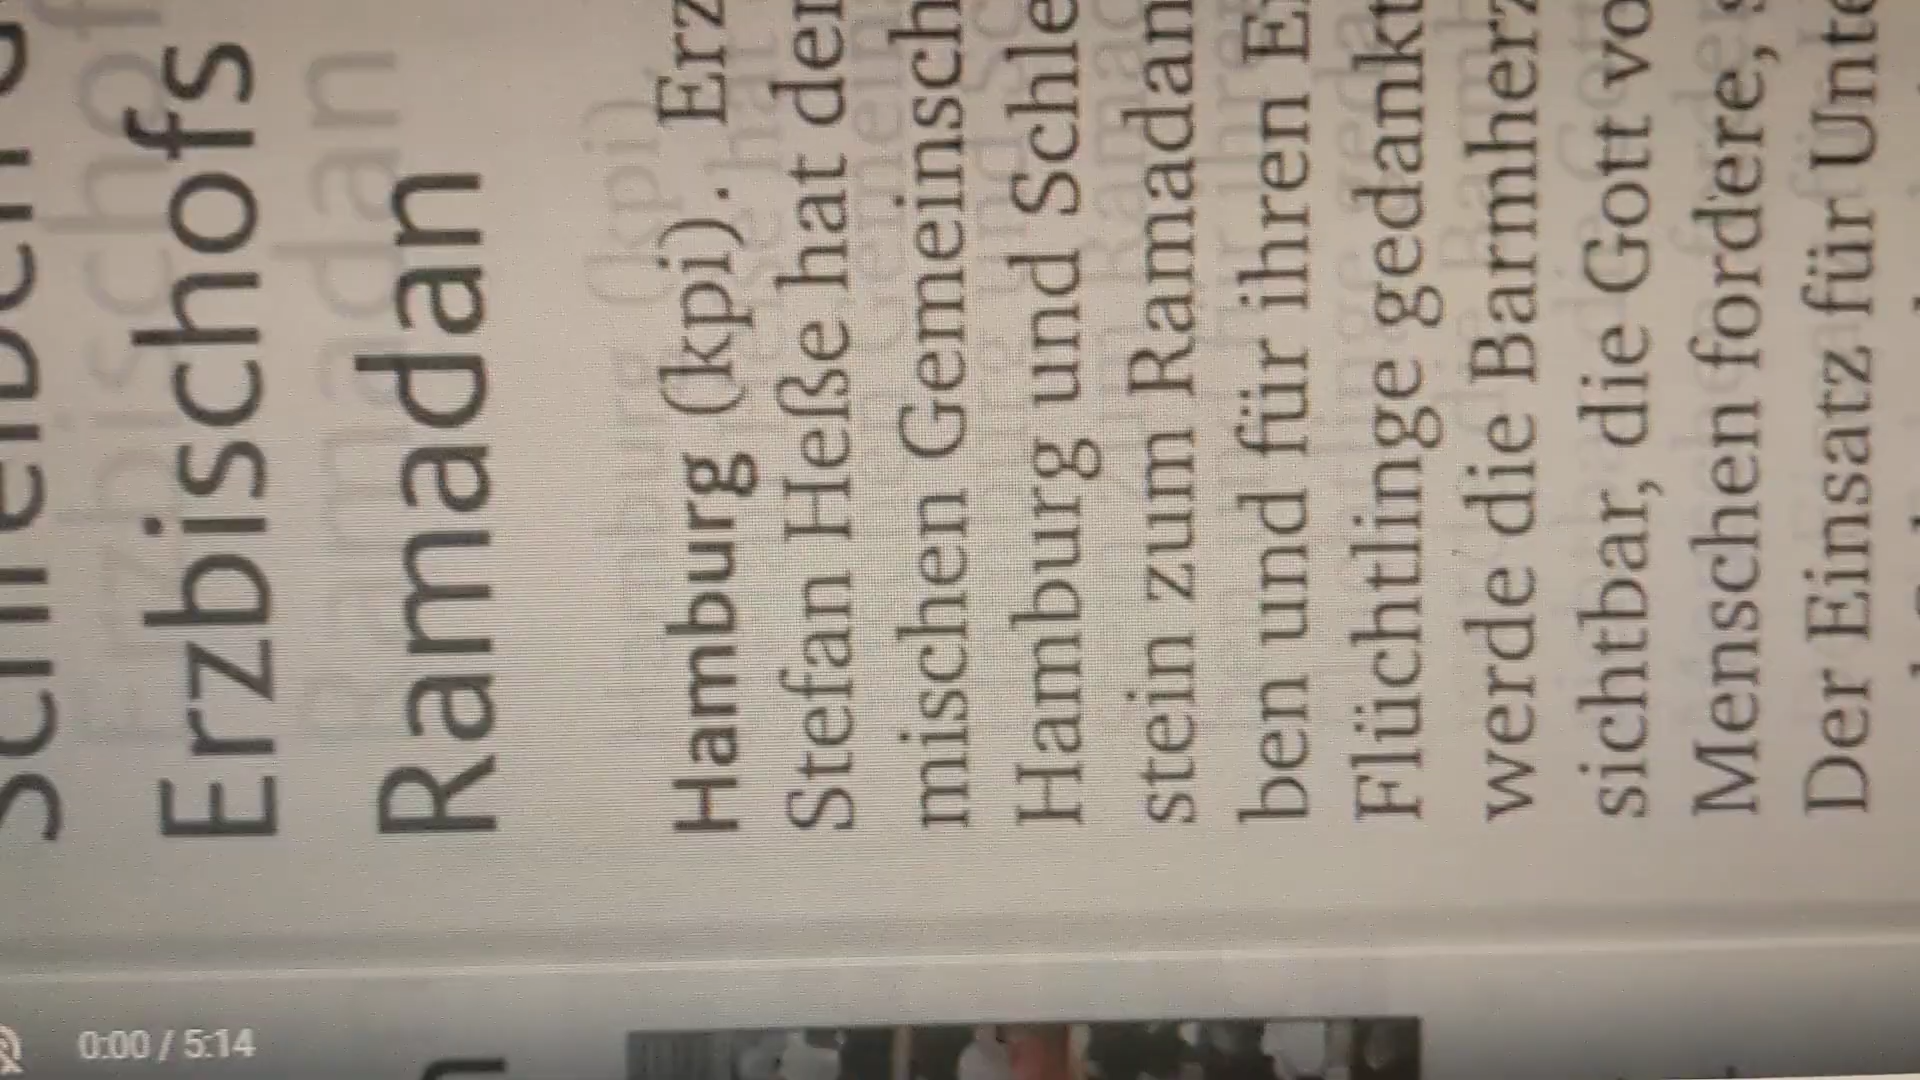 Erzbischofs
Ramadan
Hamburg (kpi). Erz
Stefan Heße hat den
mischen Gemeinsch
Hamburg und Schle
stein zum Ramadan
ben und für ihren E
Flüchtlinge gedankt
werde die Barmherz
sichtbar, die Gott vo
Menschen fordere, s
Der Einsatz für Unte
0:00 / 5:14